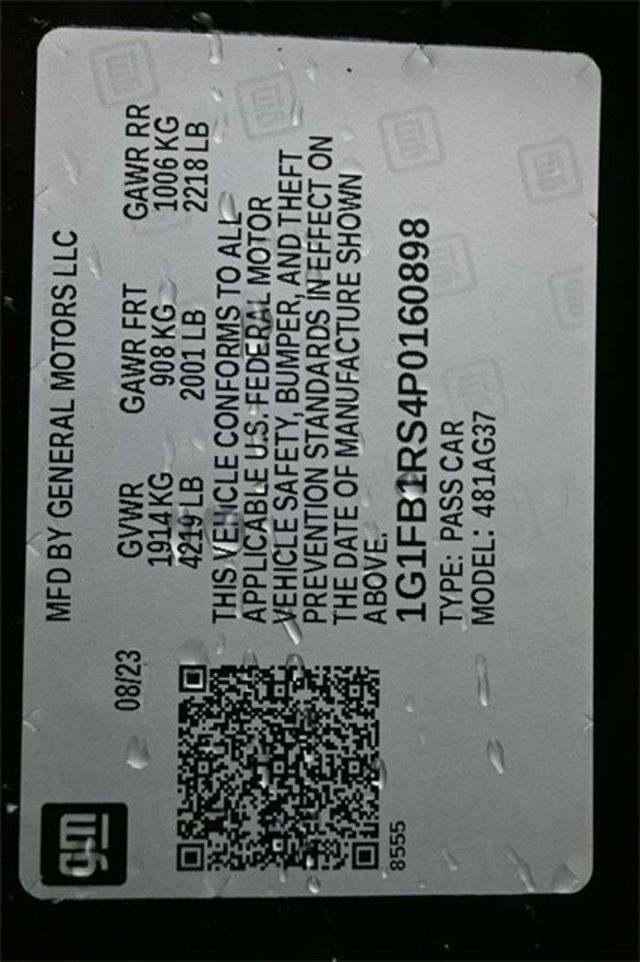 gm
MFD BY GENERAL MOTORS LLC
08/23 GVWR GAWR FRT GAWR RR
1914 KG 908 KG 1006 KG
4219 LB 2001 LB 2218 LB
THIS VEHICLE CONFORMS TO ALL
APPLICABLE U.S. FEDERAL MOTOR
VEHICLE SAFETY, BUMPER, AND THEFT
PREVENTION STANDARDS IN EFFECT ON
THE DATE OF MANUFACTURE SHOWN
ABOVE.
1G1FB1RS4P0160898
TYPE: PASS CAR
MODEL: 481AG37
8555